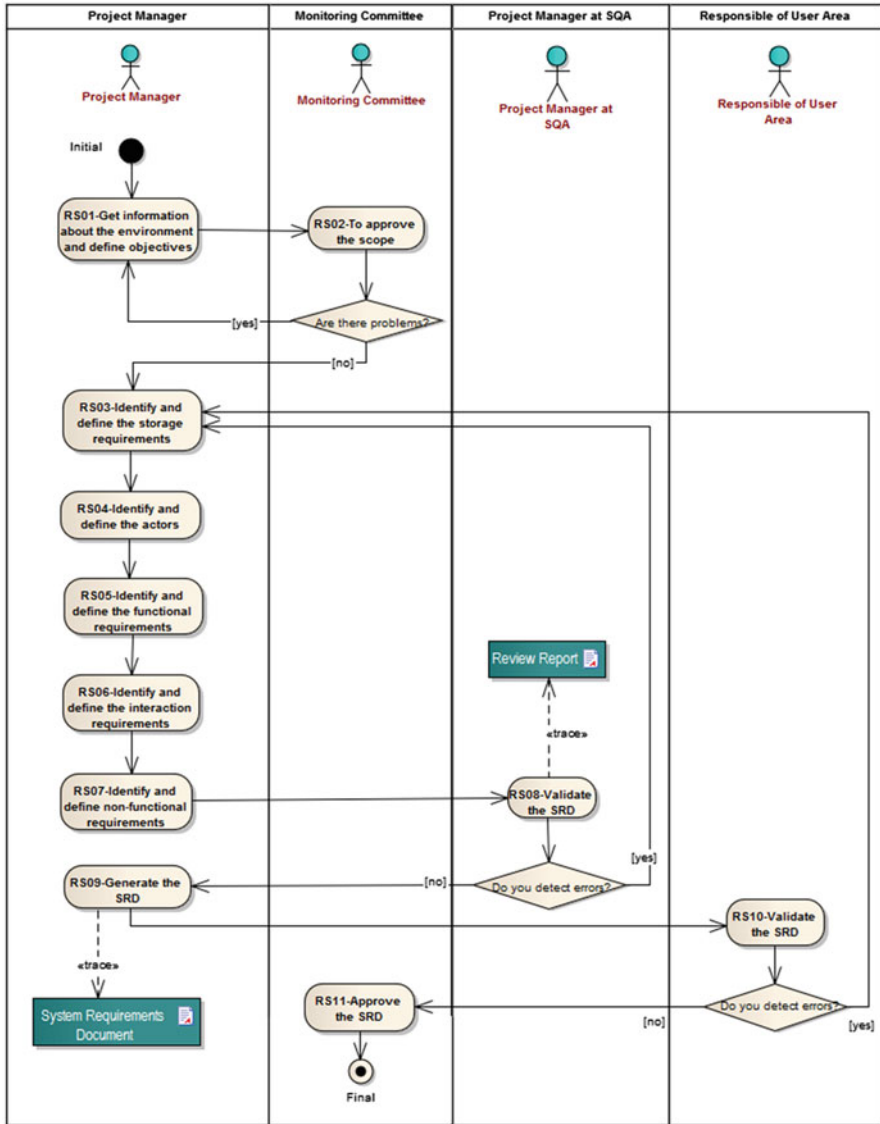 Project Manager
Monitoring Committee
Project Manager at SQA
Responsible of User Area
Project Manager
Monitoring Committee
Project Manager at
SQA
Responsible of User
Area
Initial
RS01-Get information
about the environment
and define objectives
RS02-To approve
the scope
Are there problems?
[yes]
[no]
RS03-Identify and
define the storage
requirements
RS04-Identify and
define the actors
RS05-Identify and
define the functional
requirements
RS06-Identify and
define the interaction
requirements
RS07-Identify and
define non-functional
requirements
Review Report
«trace»
RS08-Validate
the SRD
Do you detect errors?
[yes]
[no]
RS09-Generate the
SRD
«trace»
System Requirements
Document
RS10-Validate
the SRD
Do you detect errors?
[yes]
[no]
RS11-Approve
the SRD
Final